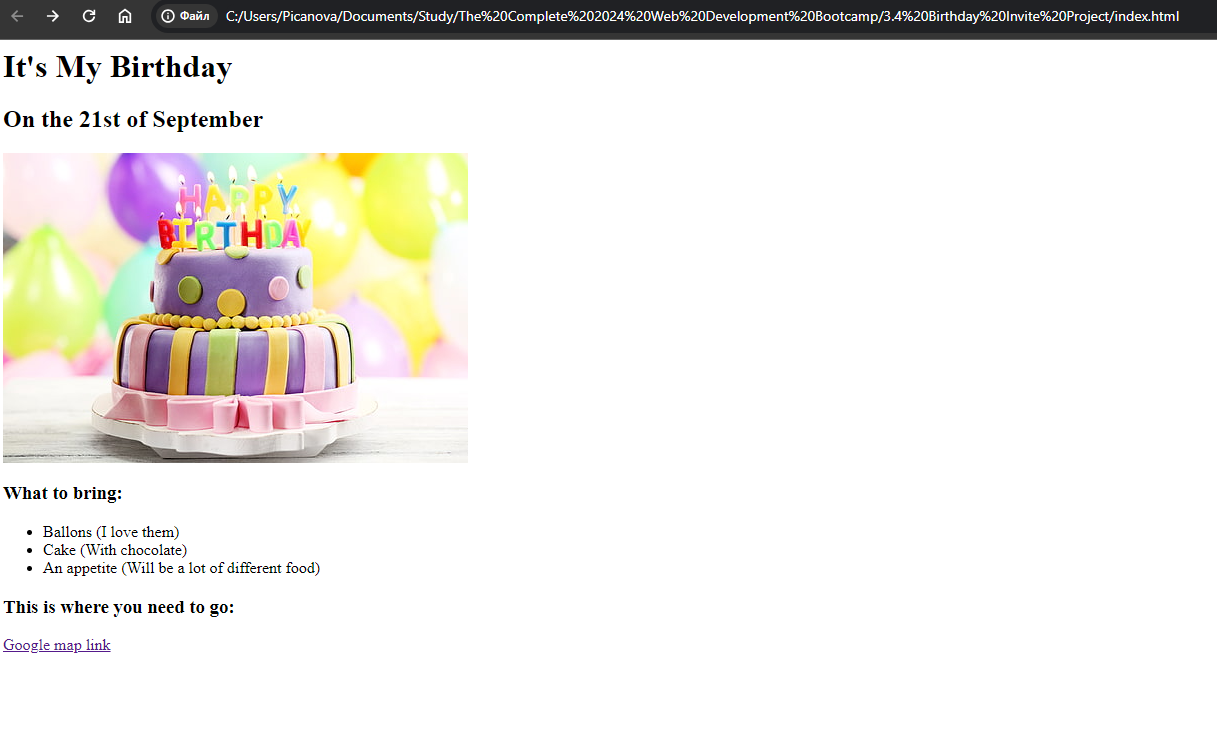 Файл
C:/Users/Picanova/Documents/Study/The%20Complete%202024%20Web%20Development%20Bootcamp/3.4%20Birthday%20Invite%20Project/index.html
It's My Birthday
On the 21st of September
HAPPY
BIRTHDAY
What to bring:
Ballons (I love them)
Cake (With chocolate)
An appetite (Will be a lot of different food)
This is where you need to go:
Google map link